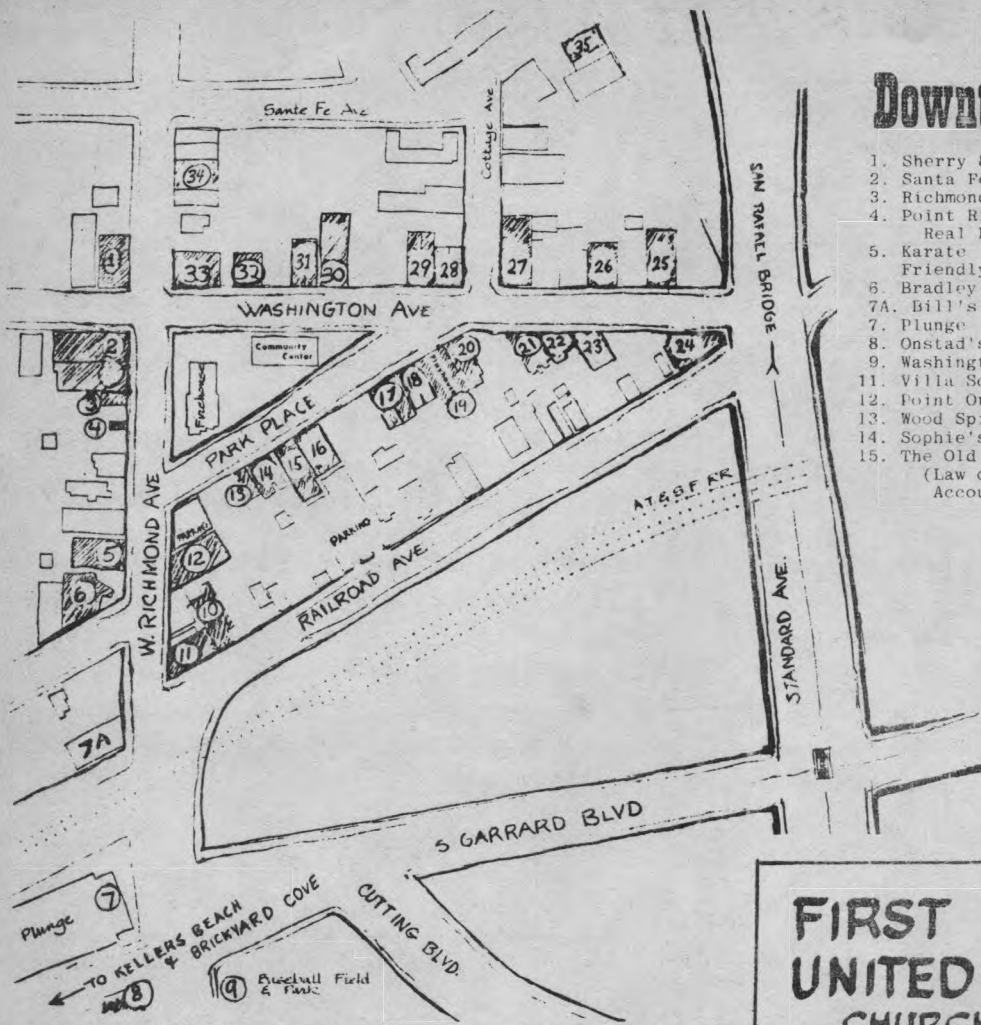 Santa Fe Ave
Cottage Ave
35
34
1
33
32
31
30
29
28
27
26
25
WASHINGTON AVE
SAN RAFALL BRIDGE
2
3
4
Community
Center
Firehouse
PARK PLACE
20
21
22
23
24
17
18
19
13
14
15
16
12
PARKING
W. RICHMOND AVE
5
6
10
11
RAILROAD AVE.
A.T.&S.F RR
STANDARD AVE.
7A
S GARRARD BLVD
CUTTING BLVD.
Plunge
7
TO KELLERS BEACH
& BRICKYARD COVE
8
9
Baseball Field
& Park
1. Sherry &
2. Santa Fe
3. Richmond
4. Point Ri
Real
5. Karate
Friendly
6. Bradley
7A. Bill's
7. Plunge
8. Onstad's
9. Washingt
11. Villa So
12. Point Or
13. Wood Spi
14. Sophie's
15. The Old
(Law o
Accou
FIRST
UNITED
CHURCH